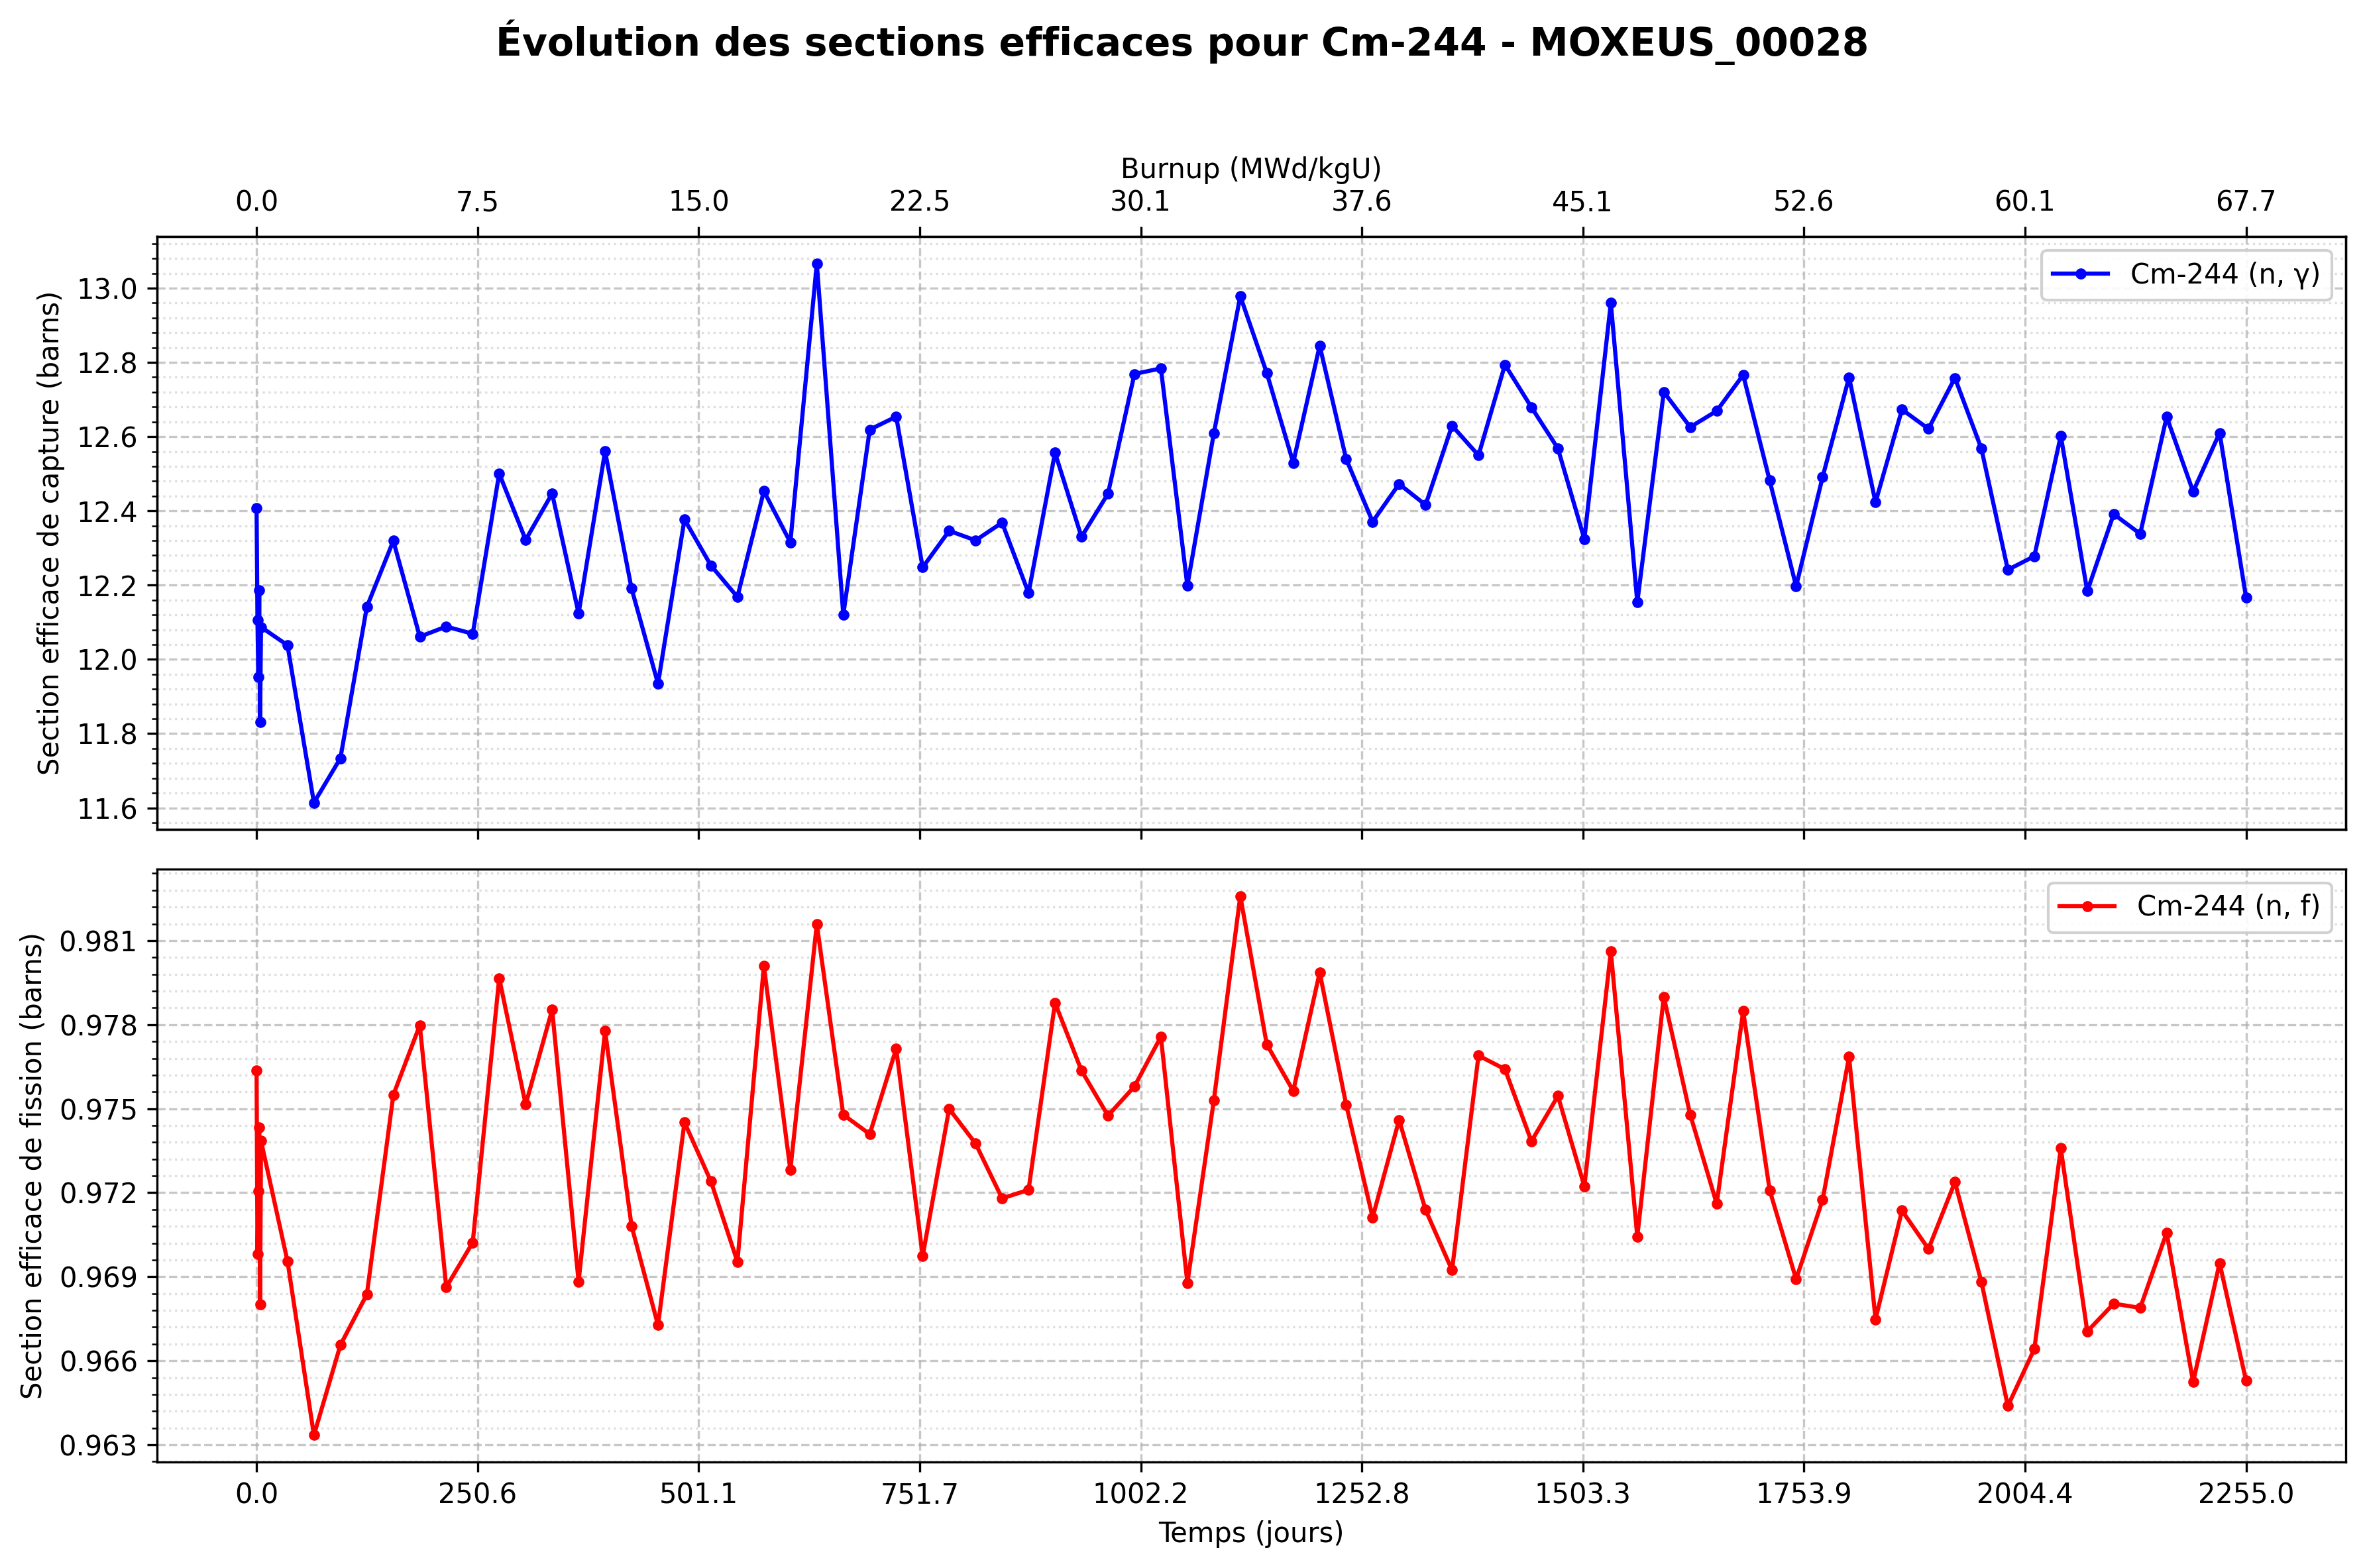 Évolution des sections efficaces pour Cm-244 - MOXEUS_00028
Burnup (MWd/kgU)
0.0 7.5 15.0 22.5 30.1 37.6 45.1 52.6 60.1 67.7
Section efficace de capture (barns)
13.0
12.8
12.6
12.4
12.2
12.0
11.8
11.6
Cm-244 (n, γ)
Section efficace de fission (barns)
0.981
0.978
0.975
0.972
0.969
0.966
0.963
Cm-244 (n, f)
0.0 250.6 501.1 751.7 1002.2 1252.8 1503.3 1753.9 2004.4 2255.0
Temps (jours)